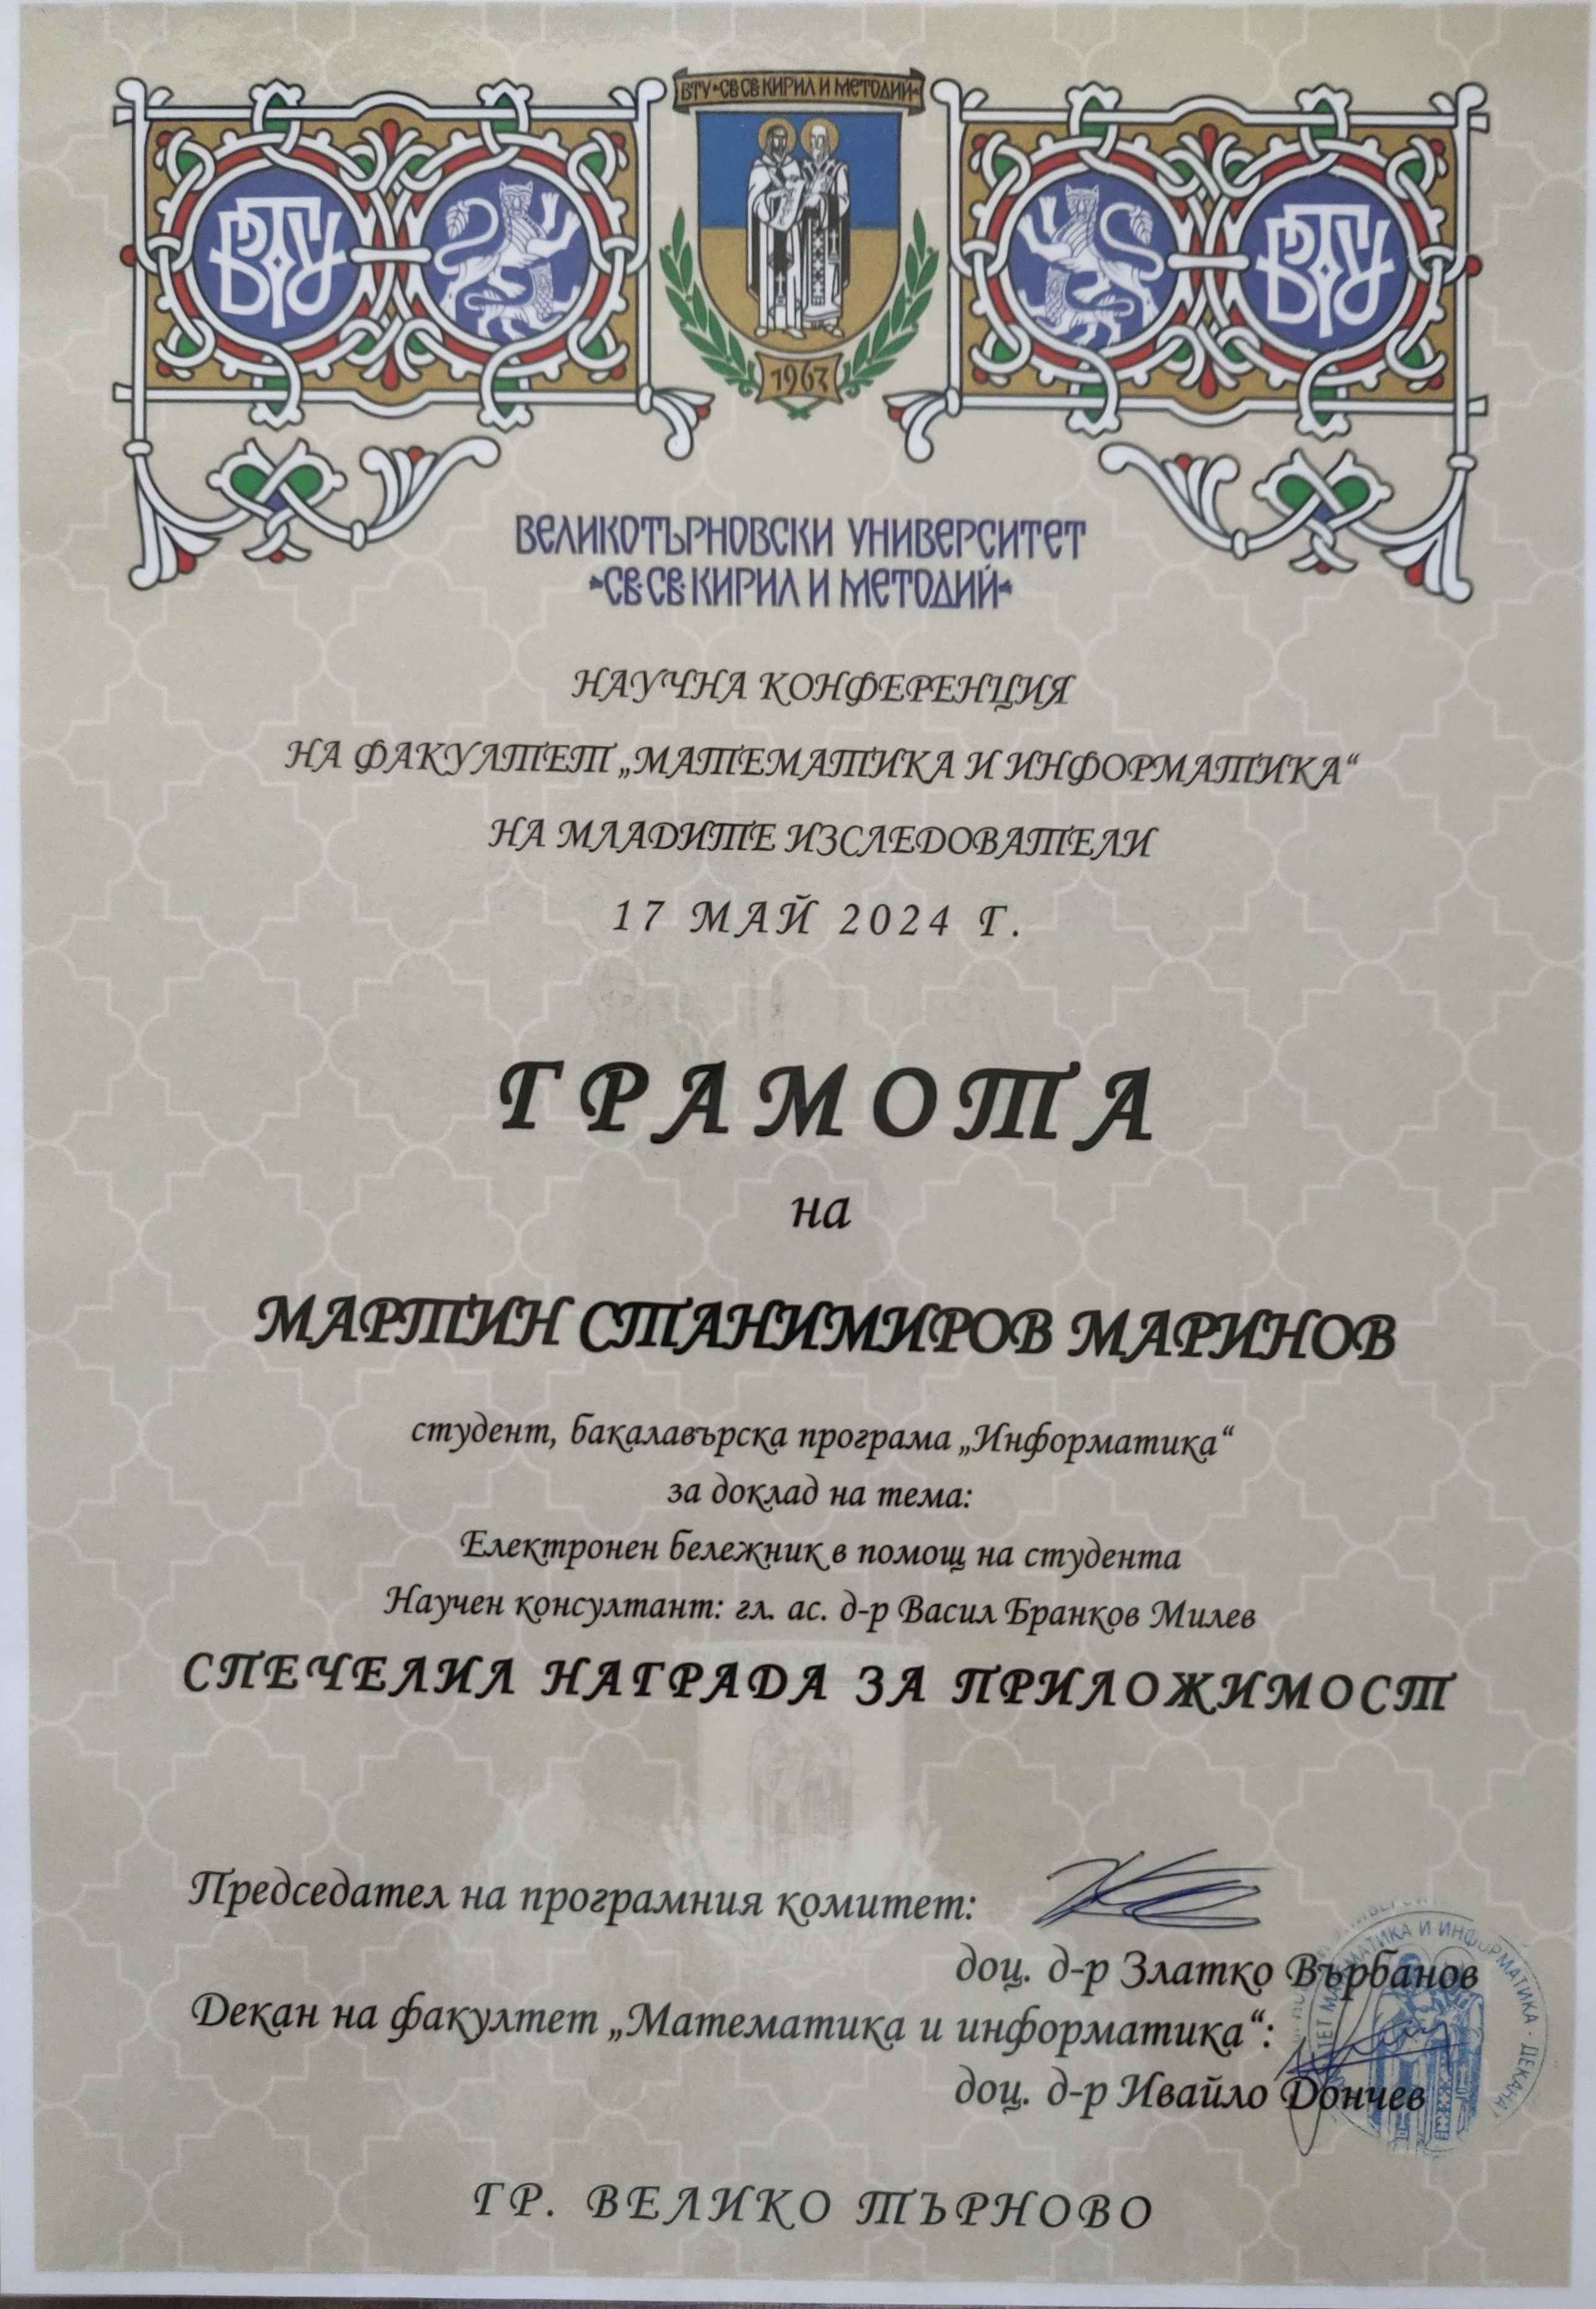 ВТУ "СВ СВ КИРИЛ И МЕТОДИЙ"
ВТУ
ВТУ
1963
ВЕЛИКОТЪРНОВСКИ УНИВЕРСИТЕТ
"СВ. СВ. КИРИЛ И МЕТОДИЙ"
НАУЧНА КОНФЕРЕНЦИЯ
НА ФАКУЛТЕТ „МАТЕМАТИКА И ИНФОРМАТИКА“
НА МЛАДИТЕ ИЗСЛЕДОВАТЕЛИ
17 МАЙ 2024 Г.
ГРАМОТА
на
МАРТИН СТАНИМИРОВ МАРИНОВ
студент, бакалавърска програма „Информатика“
за доклад на тема:
Електронен бележник в помощ на студента
Научен консултант: гл. ас. д-р Васил Бранков Милев
СПЕЧЕЛИЛ НАГРАДА ЗА ПРИЛОЖИМОСТ
Председател на програмния комитет:
доц. д-р Златко Върбанов
Декан на факултет „Математика и информатика“:
доц. д-р Ивайло Дончев
МАТЕМАТИКА И ИНФОРМАТИКА
ГР. ВЕЛИКО ТЪРНОВО